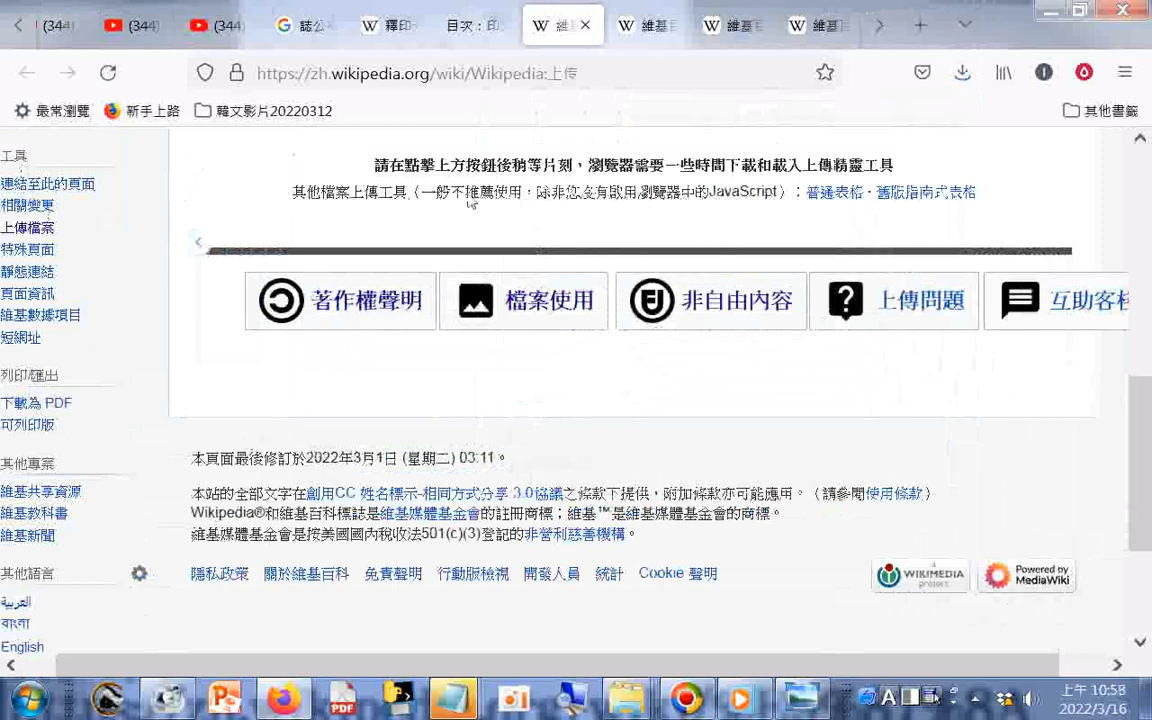 (344)
(344)
(344)
誌公
釋印
目次：印
維
維基
維基
維基
https://zh.wikipedia.org/wiki/Wikipedia:上传
最常瀏覽
新手上路
韓文影片20220312
其他書籤
工具
連結至此的頁面
相關變更
上傳檔案
特殊頁面
靜態連結
頁面資訊
維基數據項目
短網址
列印/匯出
下載為 PDF
可列印版
其他專案
維基共享資源
維基教科書
維基新聞
其他語言
العربية
বাংলা
English
請在點擊上方按鈕後稍等片刻，瀏覽器需要一些時間下載和載入上傳精靈工具
其他檔案上傳工具（一般不推薦使用，除非您沒有啟用瀏覽器中的JavaScript）：普通表格 · 舊版指南式表格
著作權聲明
檔案使用
非自由內容
上傳問題
互助客棧
本頁面最後修訂於2022年3月1日 (星期二) 03:11。
本站的全部文字在創用CC 姓名標示-相同方式分享 3.0協議之條款下提供，附加條款亦可能應用。（請參閱使用條款）
Wikipedia®和維基百科標誌是維基媒體基金會的註冊商標；維基™是維基媒體基金會的商標。
維基媒體基金會是按美國國內稅收法501(c)(3)登記的非營利慈善機構。
隱私政策 關於維基百科 免責聲明 行動版檢視 開發人員 統計 Cookie 聲明
A
WIKIMEDIA
project
Powered by
MediaWiki
PDF
A
上午 10:58
2022/3/16